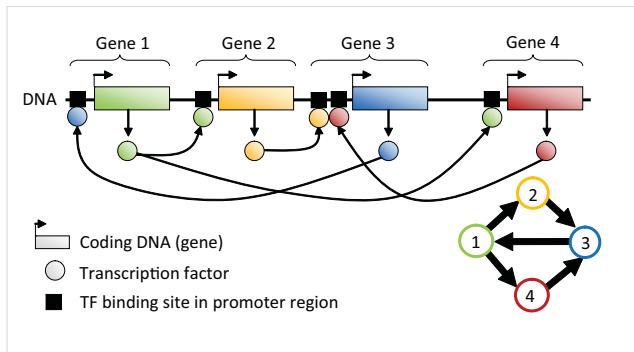 Gene 1 Gene 2 Gene 3 Gene 4
DNA
2
1 3
4
Coding DNA (gene)
Transcription factor
TF binding site in promoter region